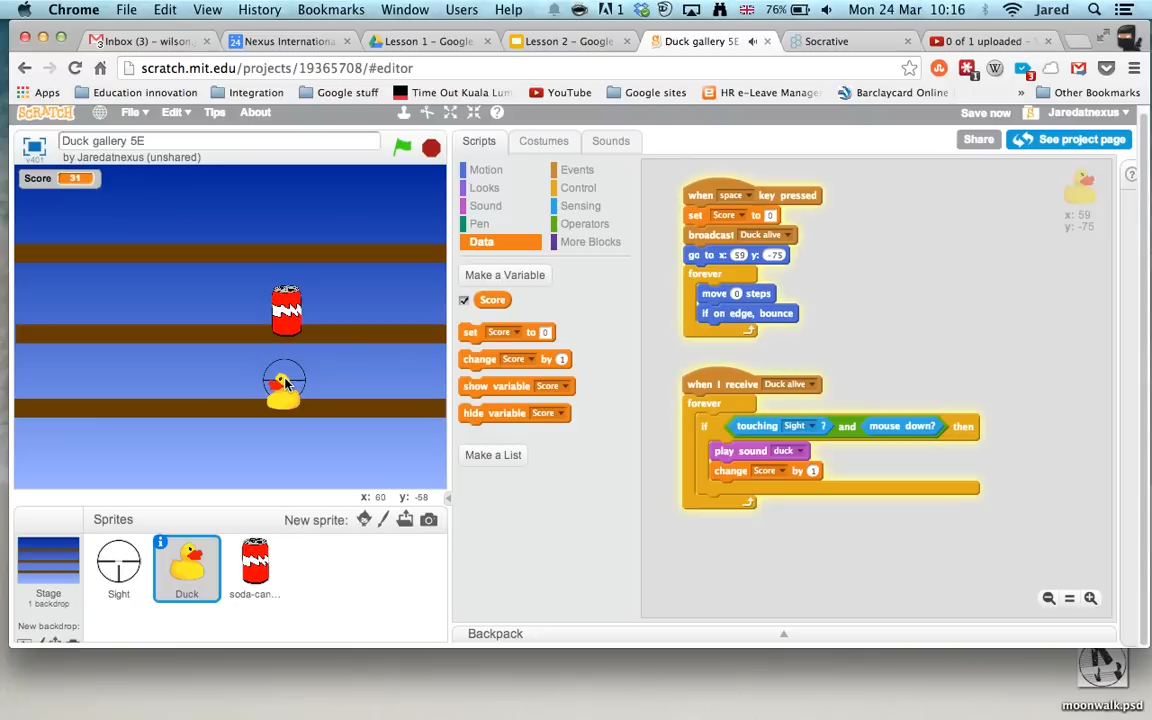 Chrome File Edit View History Bookmarks Window Users Help 1 76% Mon 24 Mar 10:16 Jared
Inbox (3) – wilson, Nexus Internationa Lesson 1 – Google Lesson 2 – Google Duck gallery 5E Socrative 0 of 1 uploaded –
scratch.mit.edu/projects/19365708/#editor
Apps Education innovation Google stuff Integration Time Out Kuala Lum YouTube Google sites HR e-Leave Manage Barclaycard Online » Other Bookmarks
SCRATCH File Edit Tips About Save now Jaredatnexus
Duck gallery 5E
by Jaredatnexus (unshared)
v401
Share See project page
Scripts Costumes Sounds
Score 31
Motion Events
Looks Control
Sound Sensing
Pen Operators
Data More Blocks
Make a Variable
Score
set Score to 0
change Score by 1
show variable Score
hide variable Score
Make a List
when space key pressed
set Score to 0
broadcast Duck alive
go to x: 59 y: -75
forever
move 0 steps
if on edge, bounce
when I receive Duck alive
forever
if touching Sight ? and mouse down? then
play sound duck
change Score by 1
x: 59
y: -75
x: 60 y: -58
Sprites New sprite:
Stage
1 backdrop
New backdrop:
Sight
Duck
soda-can...
Backpack
moonwalk.psd